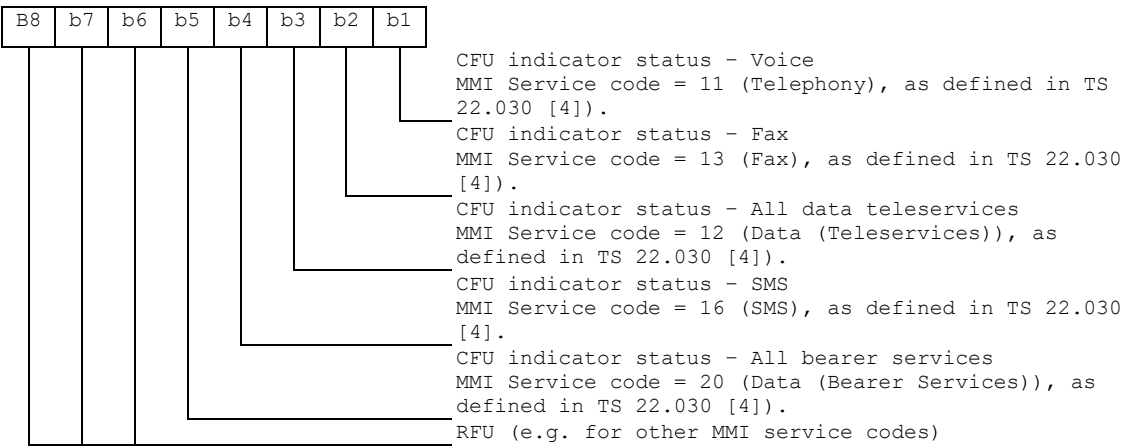 B8 b7 b6 b5 b4 b3 b2 b1
CFU indicator status – Voice
MMI Service code = 11 (Telephony), as defined in TS
22.030 [4]).
CFU indicator status – Fax
MMI Service code = 13 (Fax), as defined in TS 22.030
[4]).
CFU indicator status – All data teleservices
MMI Service code = 12 (Data (Teleservices)), as
defined in TS 22.030 [4]).
CFU indicator status – SMS
MMI Service code = 16 (SMS), as defined in TS 22.030
[4].
CFU indicator status – All bearer services
MMI Service code = 20 (Data (Bearer Services)), as
defined in TS 22.030 [4]).
RFU (e.g. for other MMI service codes)